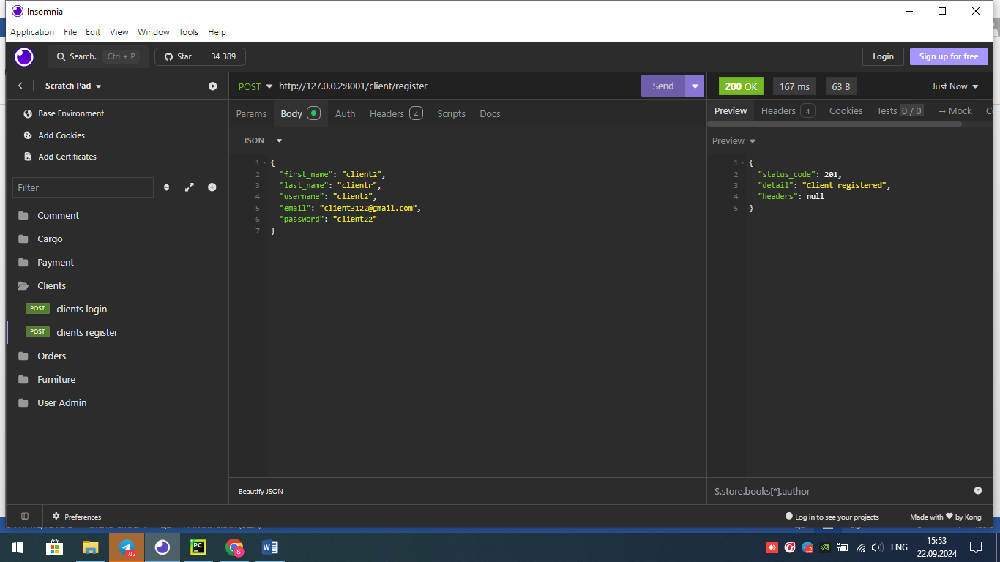 Insomnia
Application File Edit View Window Tools Help
Search.. Ctrl + P Star 34 389 Login Sign up for free
Scratch Pad
Base Environment
Add Cookies
Add Certificates
Filter
Comment
Cargo
Payment
Clients
POST clients login
POST clients register
Orders
Furniture
User Admin
POST http://127.0.0.2:8001/client/register Send
Params Body Auth Headers 4 Scripts Docs
JSON
1 {
2 "first_name": "client2",
3 "last_name": "clientr",
4 "username": "client2",
5 "email": "client3122@gmail.com",
6 "password": "client22"
7 }
Beautify JSON
200 OK 167 ms 63 B Just Now
Preview Headers 4 Cookies Tests 0 / 0 → Mock C
Preview
1 {
2 "status_code": 201,
3 "detail": "Client registered",
4 "headers": null
5 }
$.store.books[*].author
Preferences Log in to see your projects Made with ❤ by Kong
.02 PC S W ENG 15:53
22.09.2024